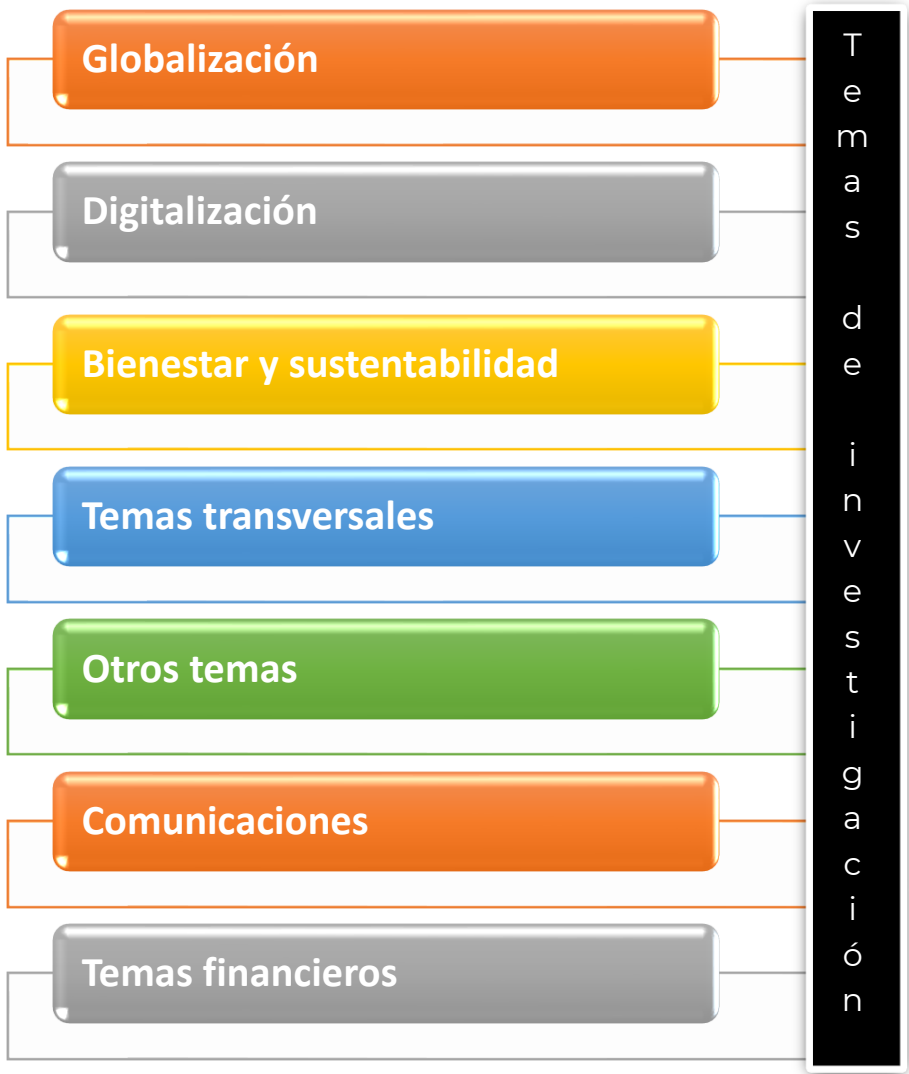 Globalización
Digitalización
Bienestar y sustentabilidad
Temas transversales
Otros temas
Comunicaciones
Temas financieros
Temas de investigación